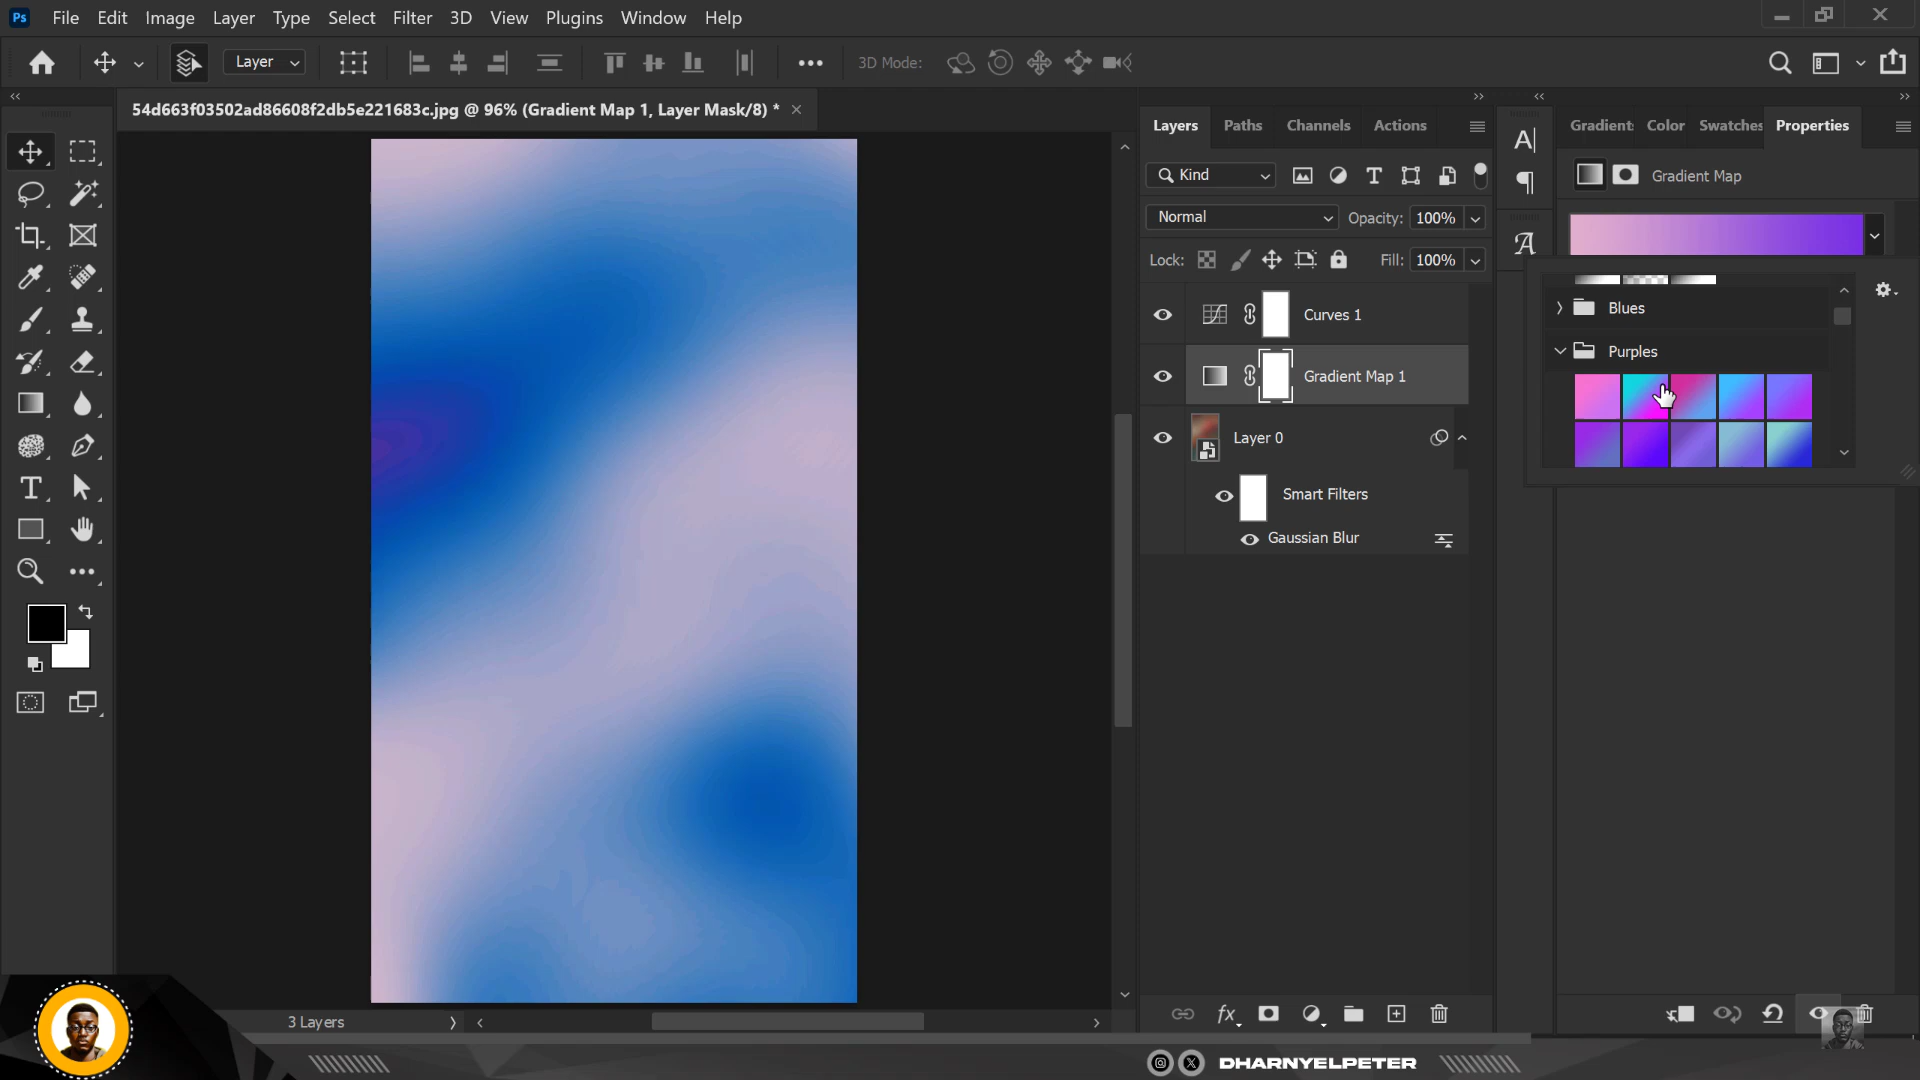 Ps File Edit Image Layer Type Select Filter 3D View Plugins Window Help
Layer 3D Mode:
54d663f03502ad86608f2db5e221683c.jpg @ 96% (Gradient Map 1, Layer Mask/8) *
Layers Paths Channels Actions
Gradient Color Swatches Properties
Kind
Gradient Map
Normal Opacity: 100%
Lock: Fill: 100%
Curves 1
Gradient Map 1
Layer 0
Smart Filters
Gaussian Blur
Blues
Purples
3 Layers
DHARNYELPETER